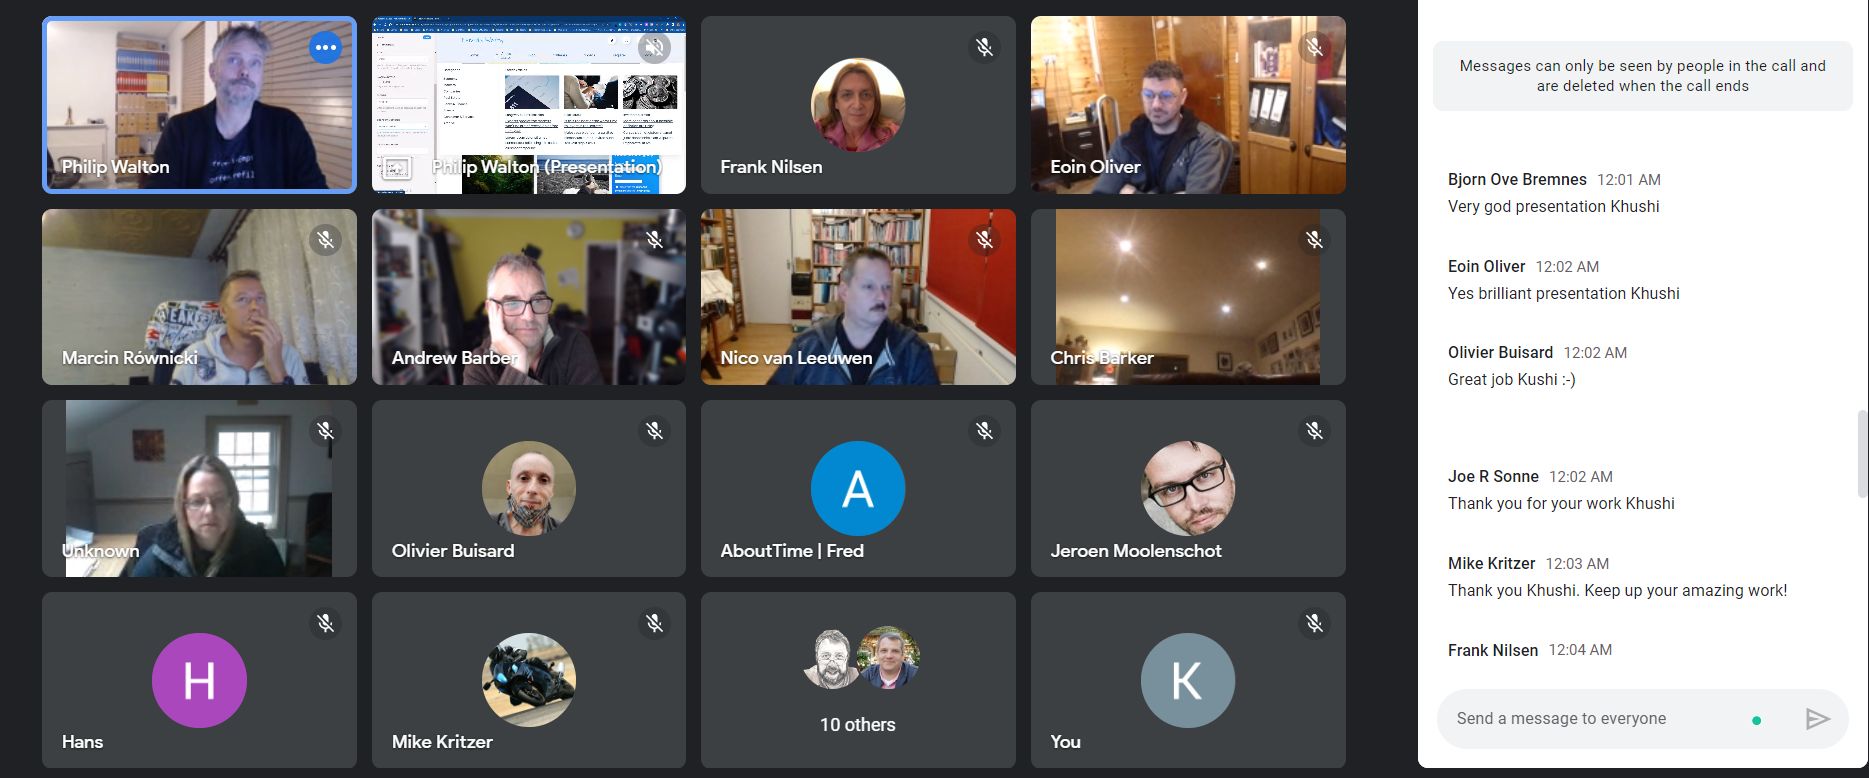 Philip Walton
Philip Walton (Presentation)
Frank Nilsen
Eoin Oliver
Marcin Równicki
Andrew Barber
Nico van Leeuwen
Chris Barker
Unknown
Olivier Buisard
A
AboutTime | Fred
Jeroen Moolenschot
H
Hans
Mike Kritzer
10 others
K
You
Messages can only be seen by people in the call and
are deleted when the call ends
Bjorn Ove Bremnes 12:01 AM
Very god presentation Khushi
Eoin Oliver 12:02 AM
Yes brilliant presentation Khushi
Olivier Buisard 12:02 AM
Great job Kushi :-)
Joe R Sonne 12:02 AM
Thank you for your work Khushi
Mike Kritzer 12:03 AM
Thank you Khushi. Keep up your amazing work!
Frank Nilsen 12:04 AM
Send a message to everyone